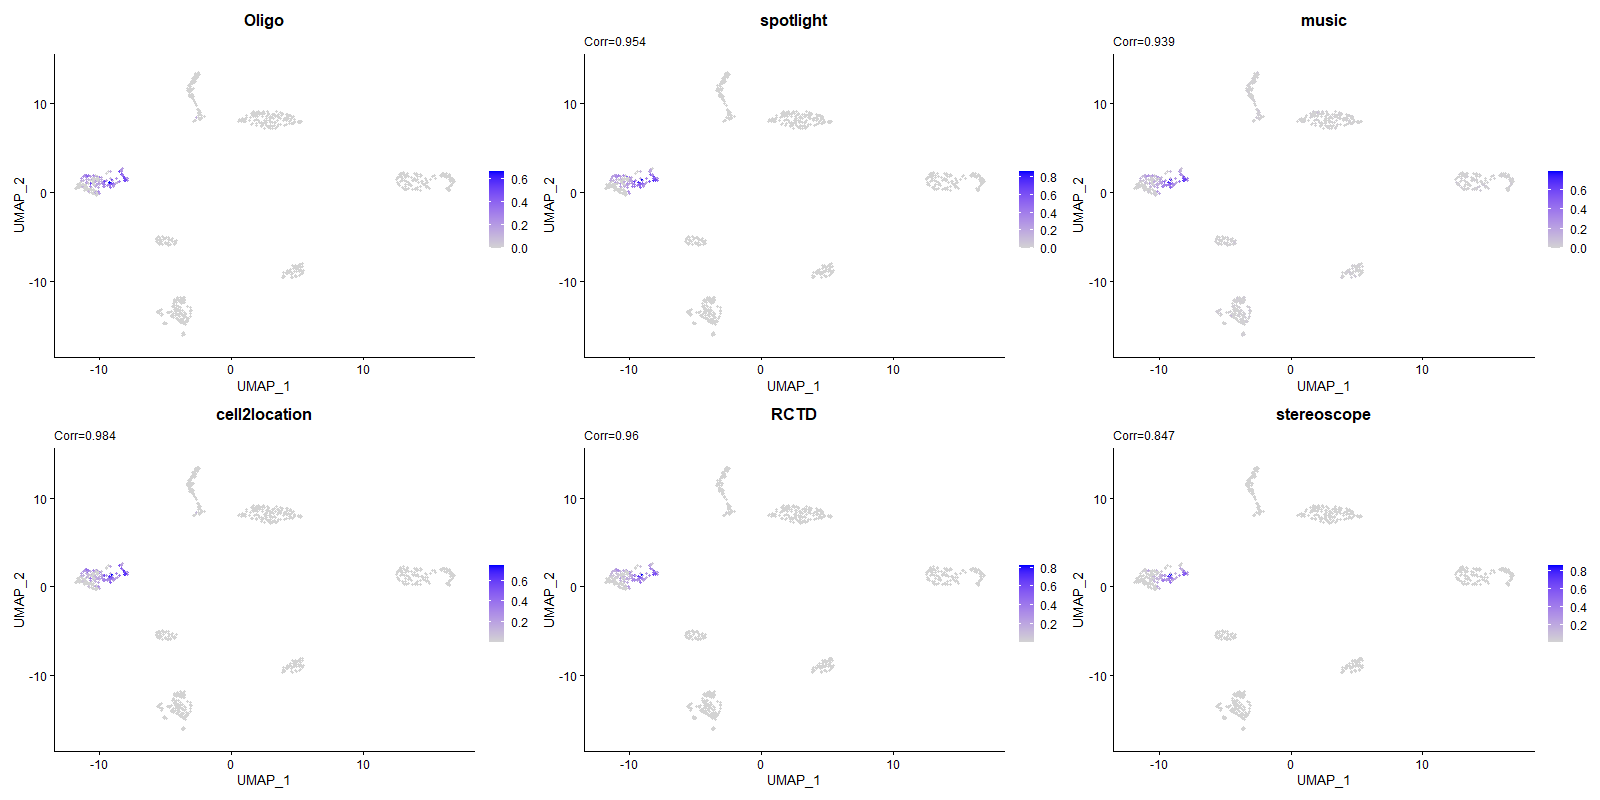 Oligo
10
0
-10
UMAP_2
-10
0
10
UMAP_1
0.6
0.4
0.2
0.0
spotlight
Corr=0.954
UMAP_2
10
0
-10
-10
0
10
UMAP_1
0.8
0.6
0.4
0.2
0.0
music
Corr=0.939
UMAP_2
10
0
-10
-10
0
10
UMAP_1
0.6
0.4
0.2
0.0
cell2location
Corr=0.984
UMAP_2
10
0
-10
-10
0
10
UMAP_1
0.6
0.4
0.2
RCTD
Corr=0.96
UMAP_2
10
0
-10
-10
0
10
UMAP_1
0.8
0.6
0.4
0.2
stereoscope
Corr=0.847
UMAP_2
10
0
-10
-10
0
10
UMAP_1
0.8
0.6
0.4
0.2